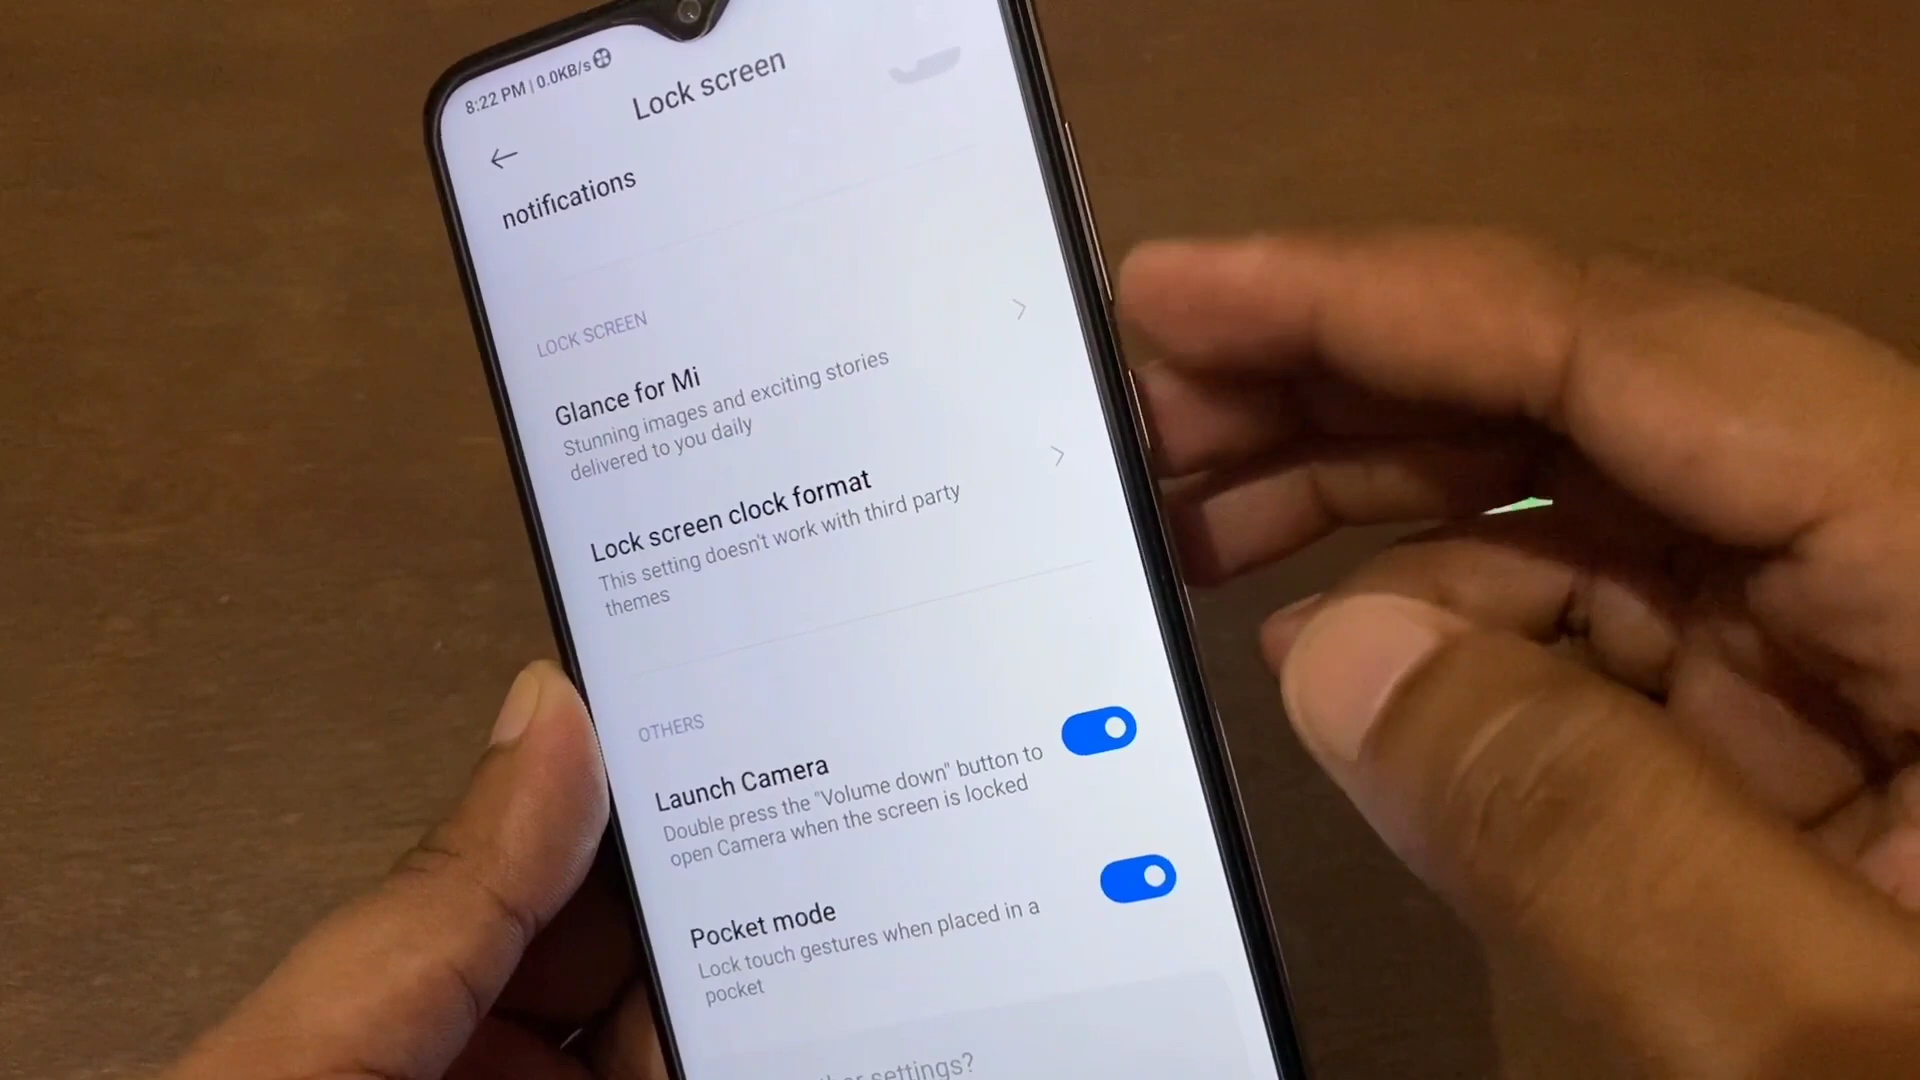 8:22 PM | 0.0KB/s
Lock screen
notifications
LOCK SCREEN
Glance for Mi
Stunning images and exciting stories
delivered to you daily
Lock screen clock format
This setting doesn't work with third party
themes
OTHERS
Launch Camera
Double press the "Volume down" button to
open Camera when the screen is locked
Pocket mode
Lock touch gestures when placed in a
pocket
settings?